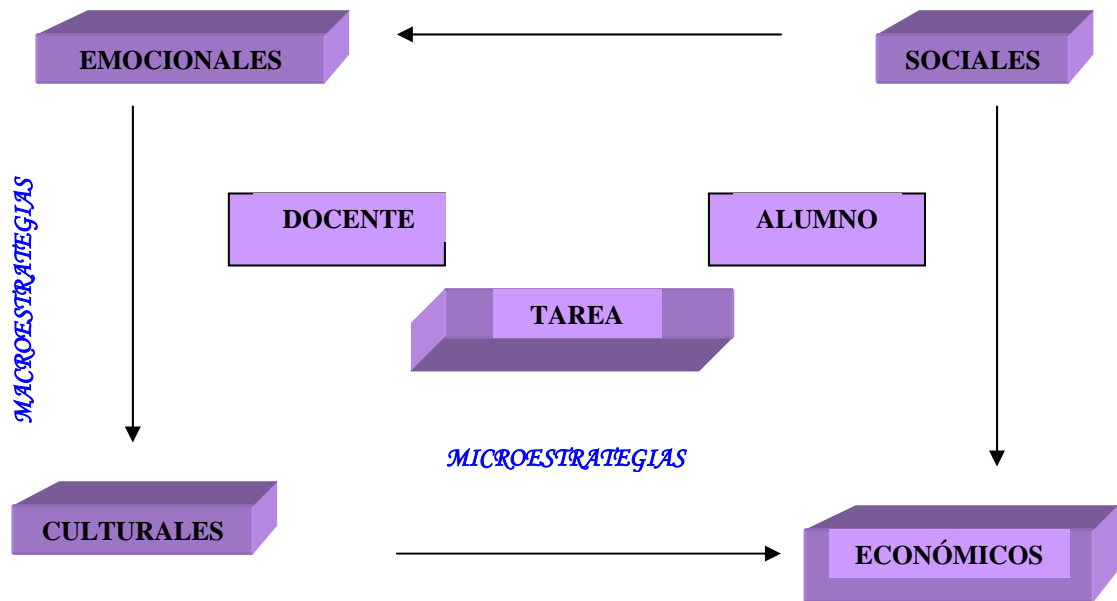 EMOCIONALES
SOCIALES
MACROESTRATEGIAS
DOCENTE
ALUMNO
TAREA
MICROESTRATEGIAS
CULTURALES
ECONÓMICOS